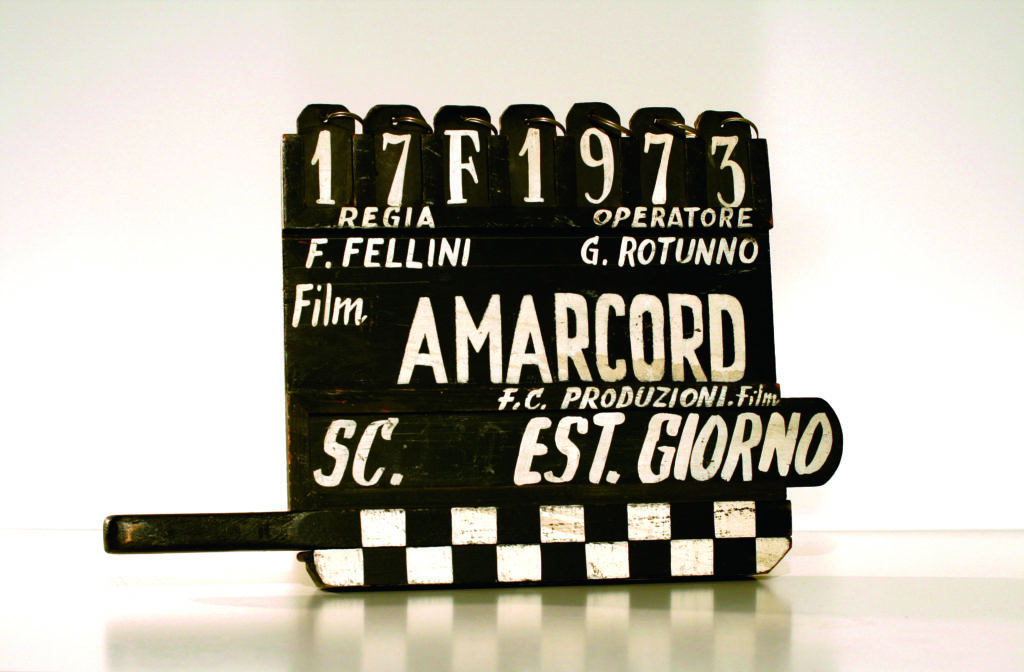 17F1973
REGIA OPERATORE
F. FELLINI G. ROTUNNO
Film
AMARCORD
F.C. PRODUZIONI. Film
SC. EST. GIORNO